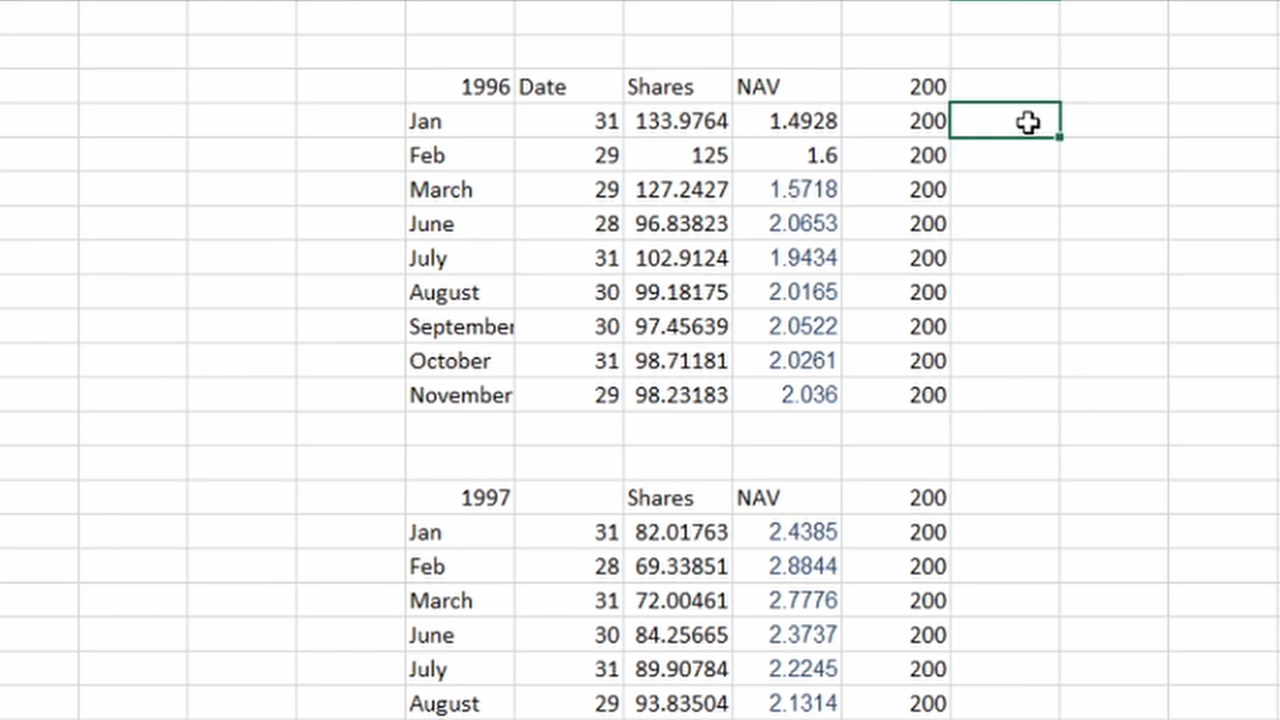 1996 Date Shares NAV 200
Jan 31 133.9764 1.4928 200
Feb 29 125 1.6 200
March 29 127.2427 1.5718 200
June 28 96.83823 2.0653 200
July 31 102.9124 1.9434 200
August 30 99.18175 2.0165 200
September 30 97.45639 2.0522 200
October 31 98.71181 2.0261 200
November 29 98.23183 2.036 200
1997 Shares NAV 200
Jan 31 82.01763 2.4385 200
Feb 28 69.33851 2.8844 200
March 31 72.00461 2.7776 200
June 30 84.25665 2.3737 200
July 31 89.90784 2.2245 200
August 29 93.83504 2.1314 200